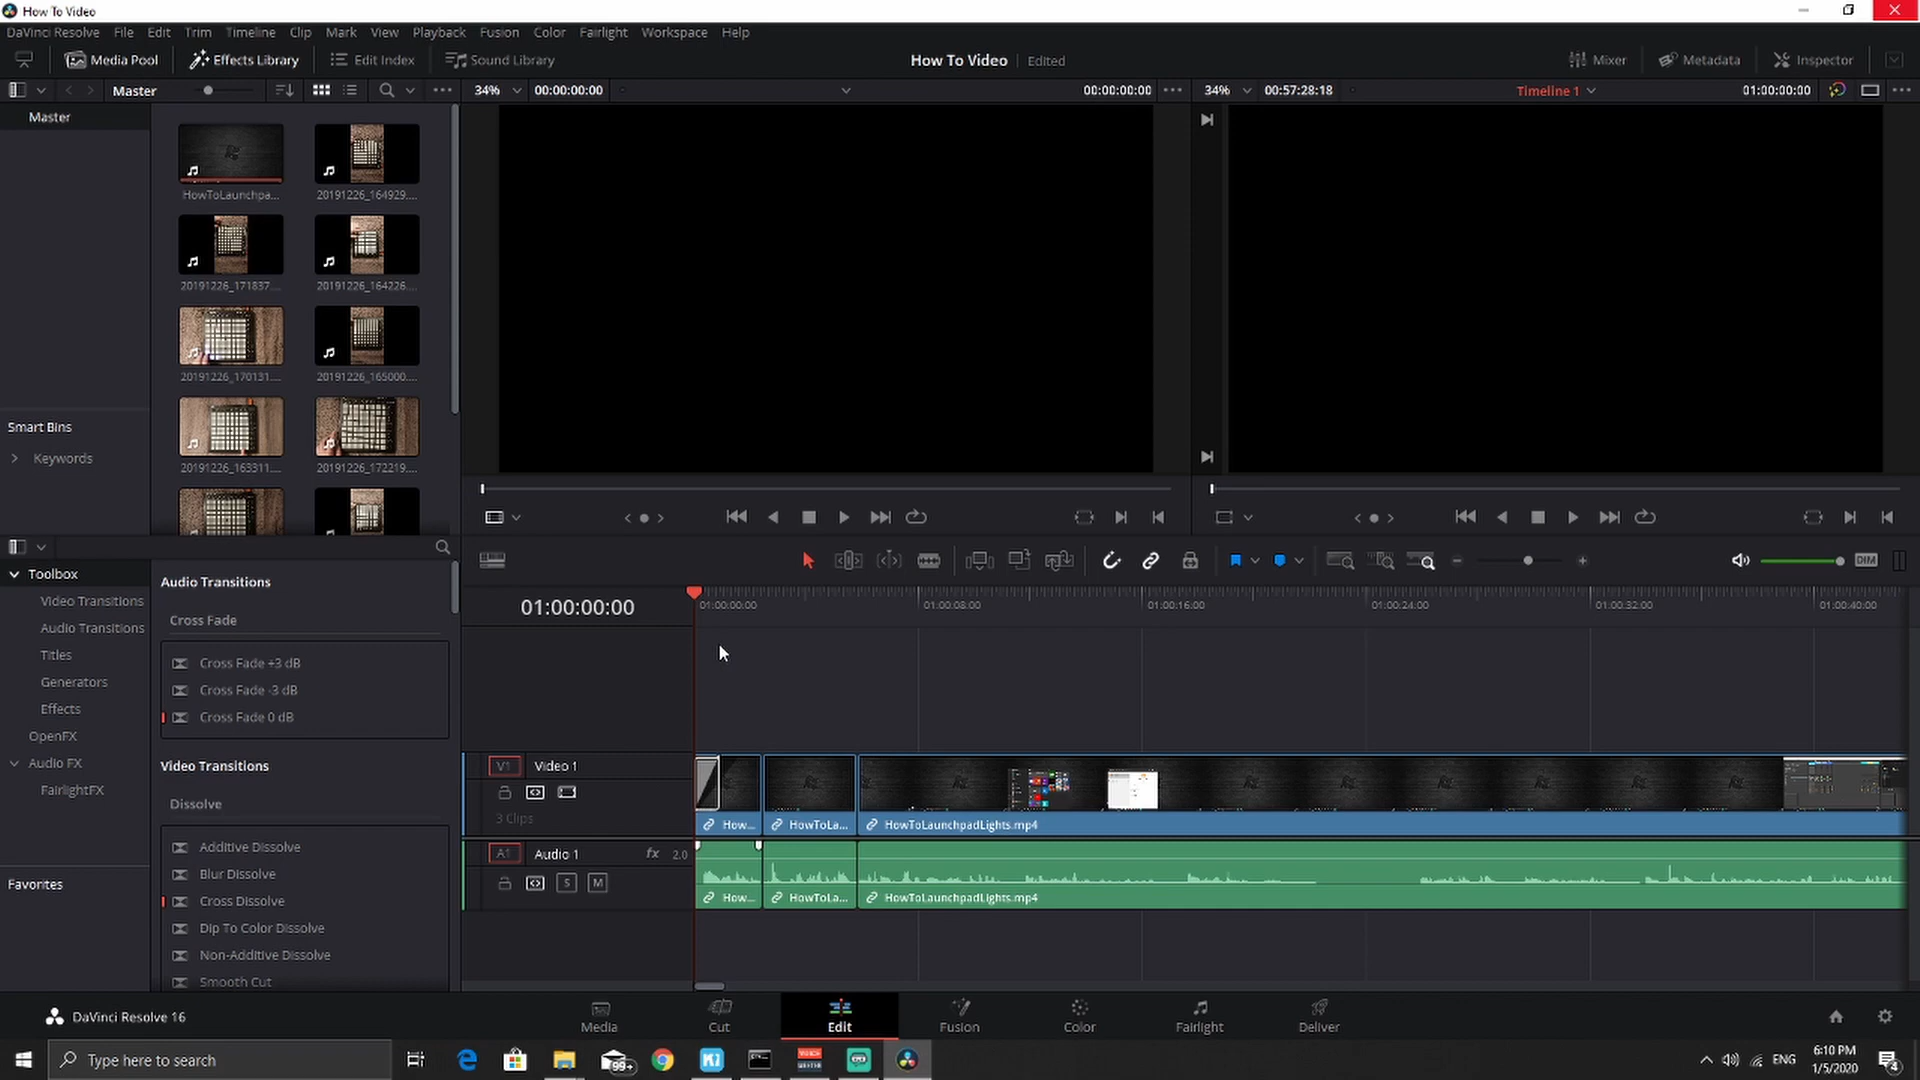 How To Video
DaVinci Resolve File Edit Trim Timeline Clip Mark View Playback Fusion Color Fairlight Workspace Help
Media Pool Effects Library Edit Index Sound Library How To Video Edited Mixer Metadata Inspector
Master 34% 00:00:00:00 00:00:00:00 34% 00:57:28:18 Timeline 1 01:00:00:00
Master
HowToLaunchpa... 20191226_164929...
20191226_171837... 20191226_164226...
20191226_170131... 20191226_165000...
20191226_163311... 20191226_172219...
Smart Bins
Keywords
DIM
Toolbox
Video Transitions
Audio Transitions
Titles
Generators
Effects
OpenFX
Audio FX
FairlightFX
Favorites
Audio Transitions
Cross Fade
Cross Fade +3 dB
Cross Fade -3 dB
Cross Fade 0 dB
Video Transitions
Dissolve
Additive Dissolve
Blur Dissolve
Cross Dissolve
Dip To Color Dissolve
Non-Additive Dissolve
Smooth Cut
01:00:00:00 01:00:00:00 01:00:08:00 01:00:16:00 01:00:24:00 01:00:32:00 01:00:40:00
V1 Video 1
3 Clips
How... HowToLa... HowToLaunchpadLights.mp4
A1 Audio 1 fx 2.0
S M
How... HowToLa... HowToLaunchpadLights.mp4
DaVinci Resolve 16 Media Cut Edit Fusion Color Fairlight Deliver
Type here to search 99+ ENG 6:10 PM
1/5/2020 4